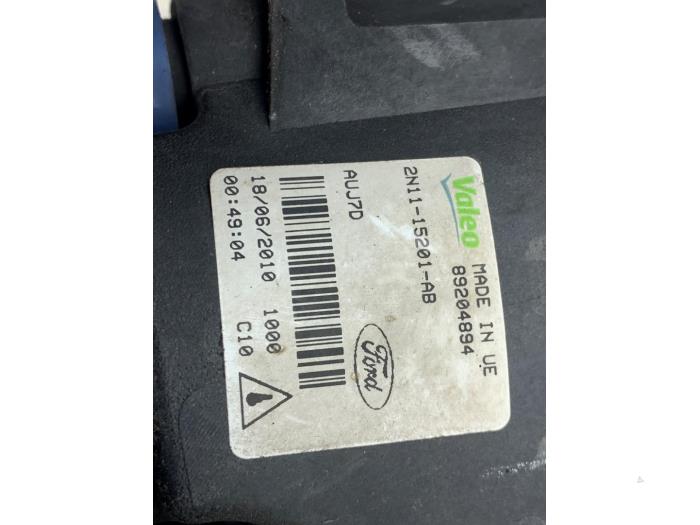 Valeo MADE IN UE
89204894
2N11-15201-AB
Ford
AUJ7D
18/06/2010 1000
00:49:04 C10